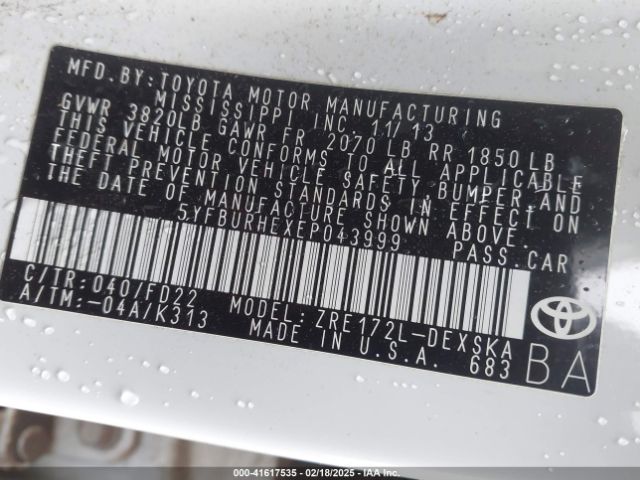 MFD. BY: TOYOTA MOTOR MANUFACTURING
MISSISSIPPI INC. 11/13
GVWR 3820LB GAWR FR 2070 LB RR 1850 LB
THIS VEHICLE CONFORMS TO ALL APPLICABLE
FEDERAL MOTOR VEHICLE SAFETY, BUMPER, AND
THEFT PREVENTION STANDARDS IN EFFECT ON
THE DATE OF MANUFACTURE SHOWN ABOVE.
5YFBURHEXEP043999 PASS. CAR
C/TR: 040/FD22 MODEL: ZRE172L-DEXSKA
A/TM: -04A/K313 MADE IN U.S.A. 683
BA
000-41617535 - 02/18/2025 - IAAI LLC